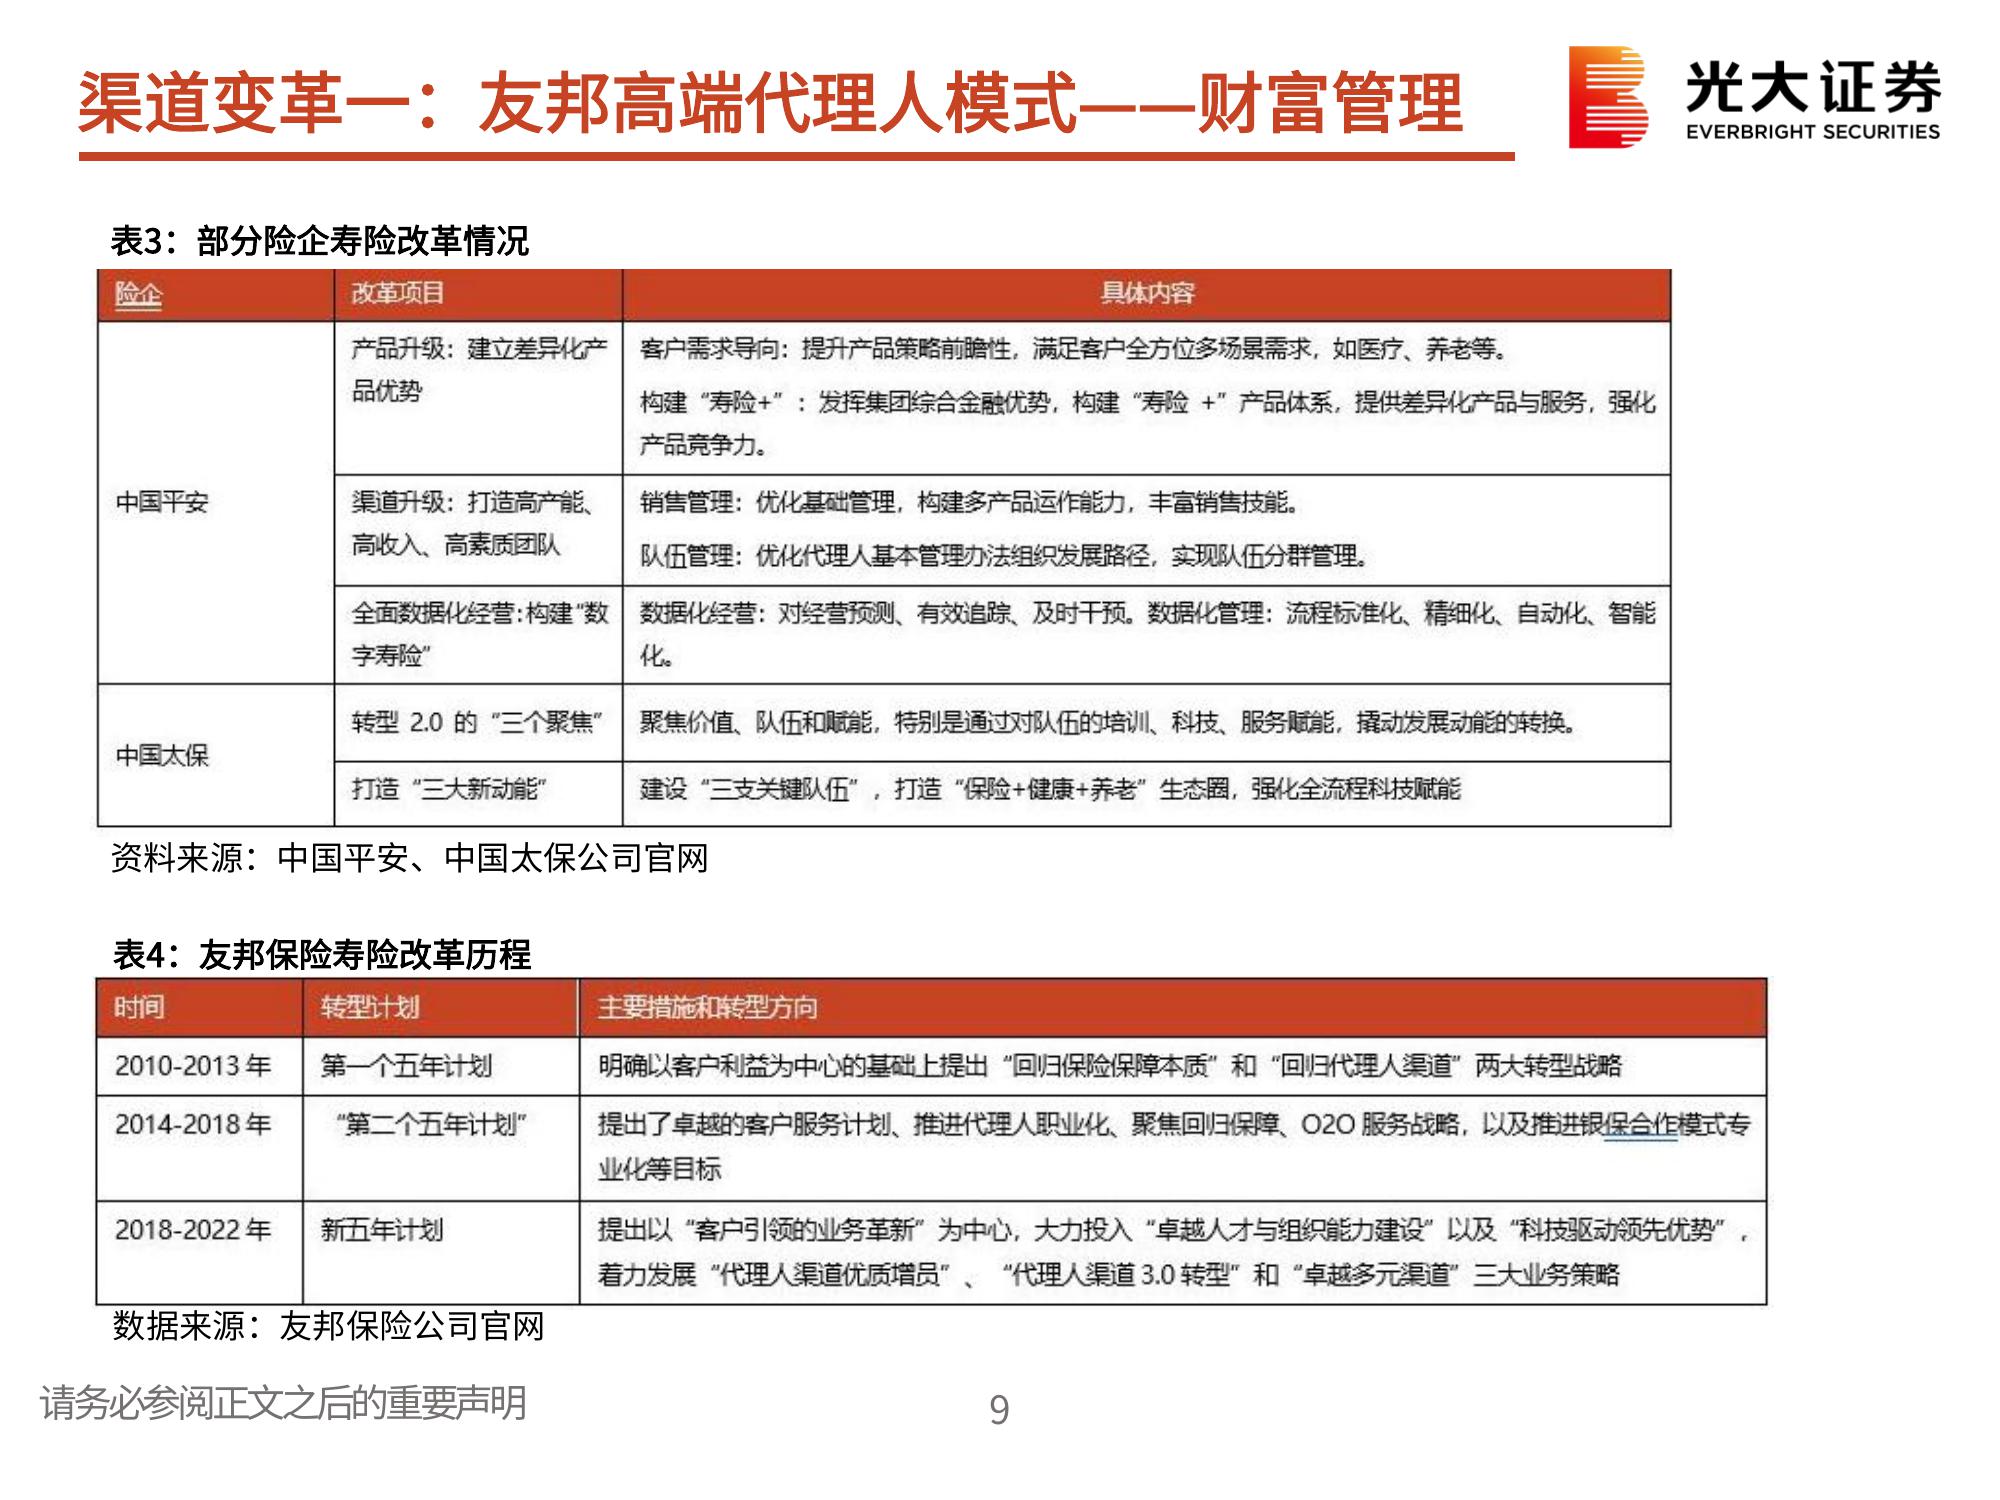 渠道变革一：友邦高端代理人模式——财富管理
光大证券
EVERBRIGHT SECURITIES
表3：部分险企寿险改革情况
险企 改革项目 具体内容
中国平安
产品升级：建立差异化产
品优势
客户需求导向：提升产品策略前瞻性，满足客户全方位多场景需求，如医疗、养老等。
构建“寿险+”：发挥集团综合金融优势，构建“寿险 +”产品体系，提供差异化产品与服务，强化
产品竞争力。
渠道升级：打造高产能、
高收入、高素质团队
销售管理：优化基础管理，构建多产品运作能力，丰富销售技能。
队伍管理：优化代理人基本管理办法组织发展路径，实现队伍分群管理。
全面数据化经营:构建“数
字寿险”
数据化经营：对经营预测、有效追踪、及时干预。数据化管理：流程标准化、精细化、自动化、智能
化。
中国太保
转型 2.0 的“三个聚焦”
聚焦价值、队伍和赋能，特别是通过对队伍的培训、科技、服务赋能，撬动发展动能的转换。
打造“三大新动能”
建设“三支关键队伍”，打造“保险+健康+养老”生态圈，强化全流程科技赋能
资料来源：中国平安、中国太保公司官网
表4：友邦保险寿险改革历程
时间 转型计划 主要措施和转型方向
2010-2013 年 第一个五年计划 明确以客户利益为中心的基础上提出“回归保险保障本质”和“回归代理人渠道”两大转型战略
2014-2018 年 “第二个五年计划” 提出了卓越的客户服务计划、推进代理人职业化、聚焦回归保障、O2O 服务战略，以及推进银保合作模式专
业化等目标
2018-2022 年 新五年计划 提出以“客户引领的业务革新”为中心，大力投入“卓越人才与组织能力建设”以及“科技驱动领先优势”，
着力发展“代理人渠道优质增员”、“代理人渠道 3.0 转型”和“卓越多元渠道”三大业务策略
数据来源：友邦保险公司官网
请务必参阅正文之后的重要声明
9